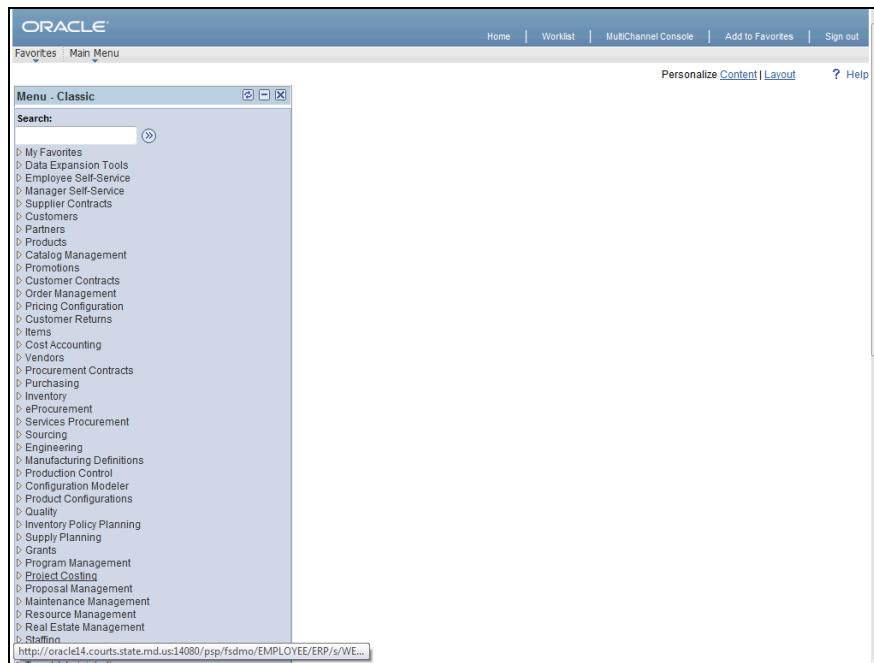 ORACLE
Home | Worklist | MultiChannel Console | Add to Favorites | Sign out
Favorites Main Menu
Personalize Content | Layout ? Help
Menu - Classic
Search:
My Favorites
Data Expansion Tools
Employee Self-Service
Manager Self-Service
Supplier Contracts
Customers
Partners
Products
Catalog Management
Promotions
Customer Contracts
Order Management
Pricing Configuration
Customer Returns
Items
Cost Accounting
Vendors
Procurement Contracts
Purchasing
Inventory
eProcurement
Services Procurement
Sourcing
Engineering
Manufacturing Definitions
Production Control
Configuration Modeler
Product Configurations
Quality
Inventory Policy Planning
Supply Planning
Grants
Program Management
Project Costing
Proposal Management
Maintenance Management
Resource Management
Real Estate Management
Staffing
http://oracle14.courts.state.md.us:14080/psp/fsdmo/EMPLOYEE/ERP/s/WE...